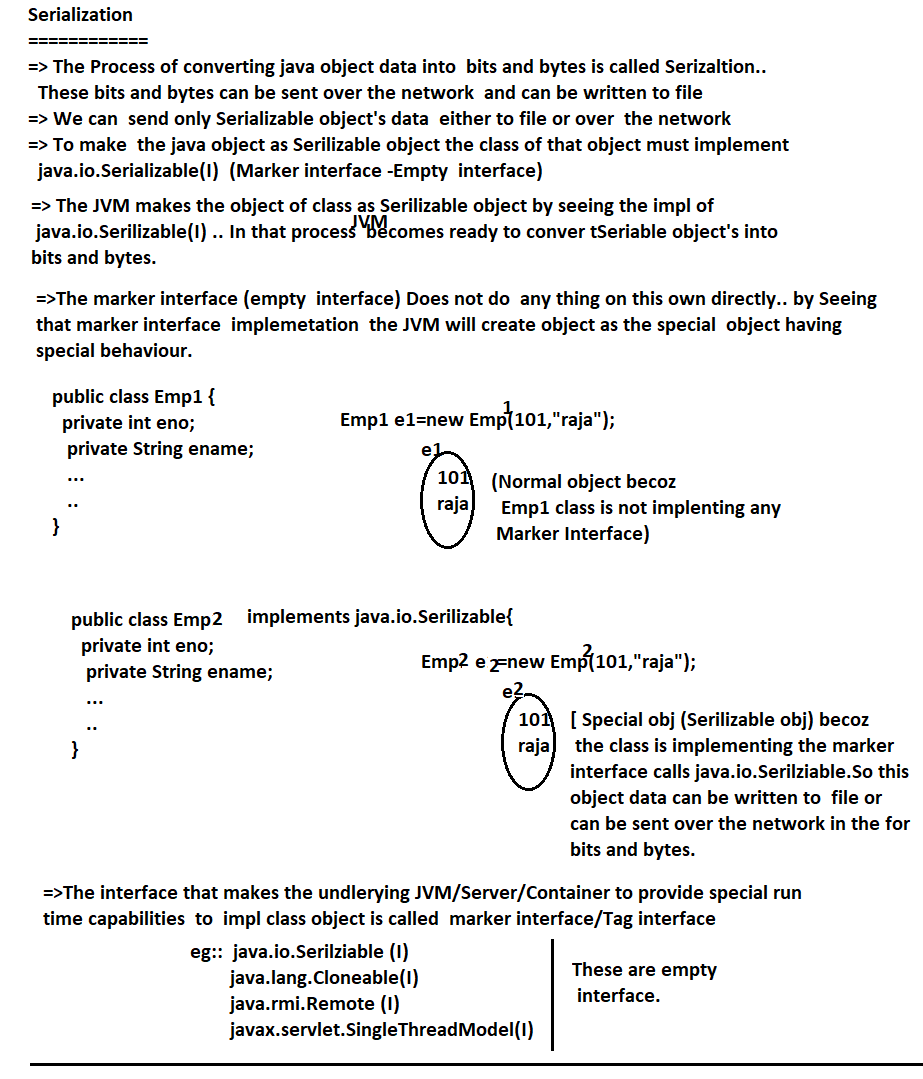 Serialization
============
=> The Process of converting java object data into bits and bytes is called Serizaltion..
These bits and bytes can be sent over the network and can be written to file
=> We can send only Serializable object's data either to file or over the network
=> To make the java object as Serilizable object the class of that object must implement
java.io.Serializable(I) (Marker interface -Empty interface)
=> The JVM makes the object of class as Serilizable object by seeing the impl of
JVM
java.io.Serilizable(I) .. In that process becomes ready to conver tSeriable object's into
bits and bytes.
=>The marker interface (empty interface) Does not do any thing on this own directly.. by Seeing
that marker interface implemetation the JVM will create object as the special object having
special behaviour.
public class Emp1 {
private int eno;
private String ename;
...
..
}
1
Emp1 e1=new Emp(101,"raja");
e1
101
raja
(Normal object becoz
Emp1 class is not implenting any
Marker Interface)
public class Emp2 implements java.io.Serilizable{
private int eno;
private String ename;
...
..
}
2
Emp2 e 2=new Emp(101,"raja");
e2
101
raja
[ Special obj (Serilizable obj) becoz
the class is implementing the marker
interface calls java.io.Serilziable.So this
object data can be written to file or
can be sent over the network in the for
bits and bytes.
=>The interface that makes the undlerying JVM/Server/Container to provide special run
time capabilities to impl class object is called marker interface/Tag interface
eg:: java.io.Serilziable (I)
java.lang.Cloneable(I)
java.rmi.Remote (I)
javax.servlet.SingleThreadModel(I)
These are empty
interface.